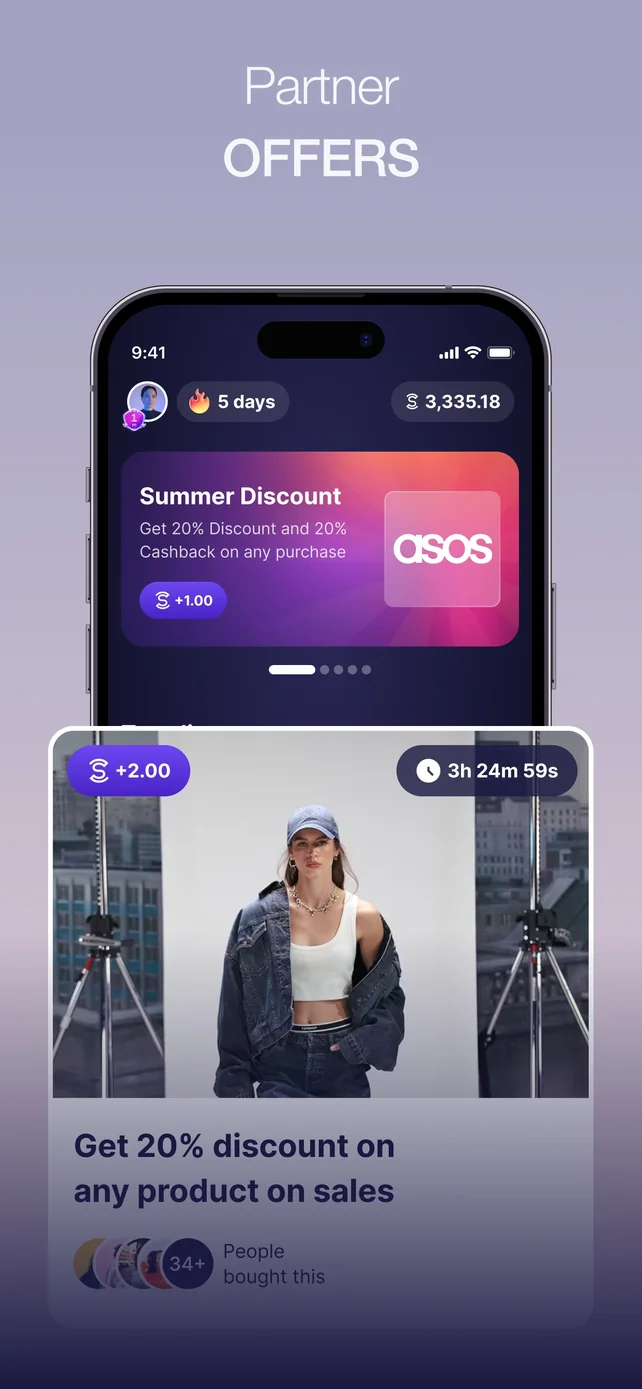 Partner
OFFERS
9:41
5 days
3,335.18
Summer Discount
Get 20% Discount and 20%
Cashback on any purchase
+1.00
asos
+2.00
3h 24m 59s
Get 20% discount on
any product on sales
34+
People
bought this